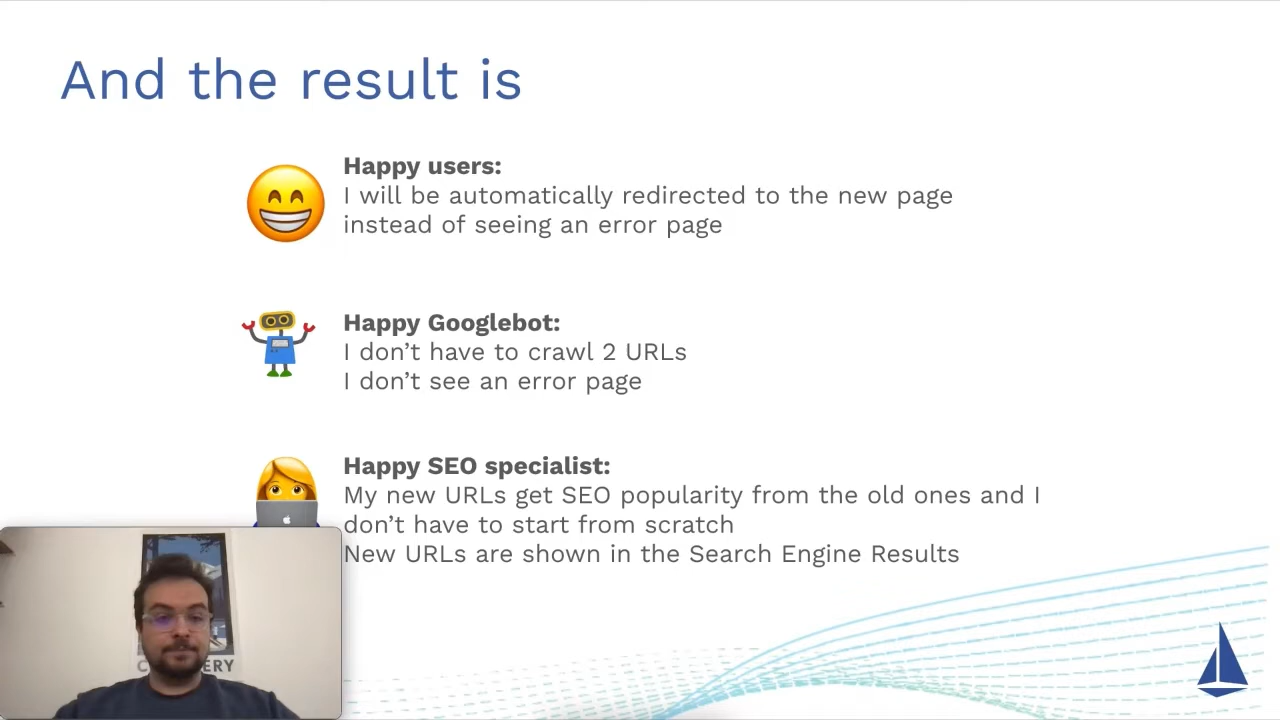 And the result is
Happy users:
I will be automatically redirected to the new page
instead of seeing an error page
Happy Googlebot:
I don’t have to crawl 2 URLs
I don’t see an error page
Happy SEO specialist:
My new URLs get SEO popularity from the old ones and I
don’t have to start from scratch
New URLs are shown in the Search Engine Results